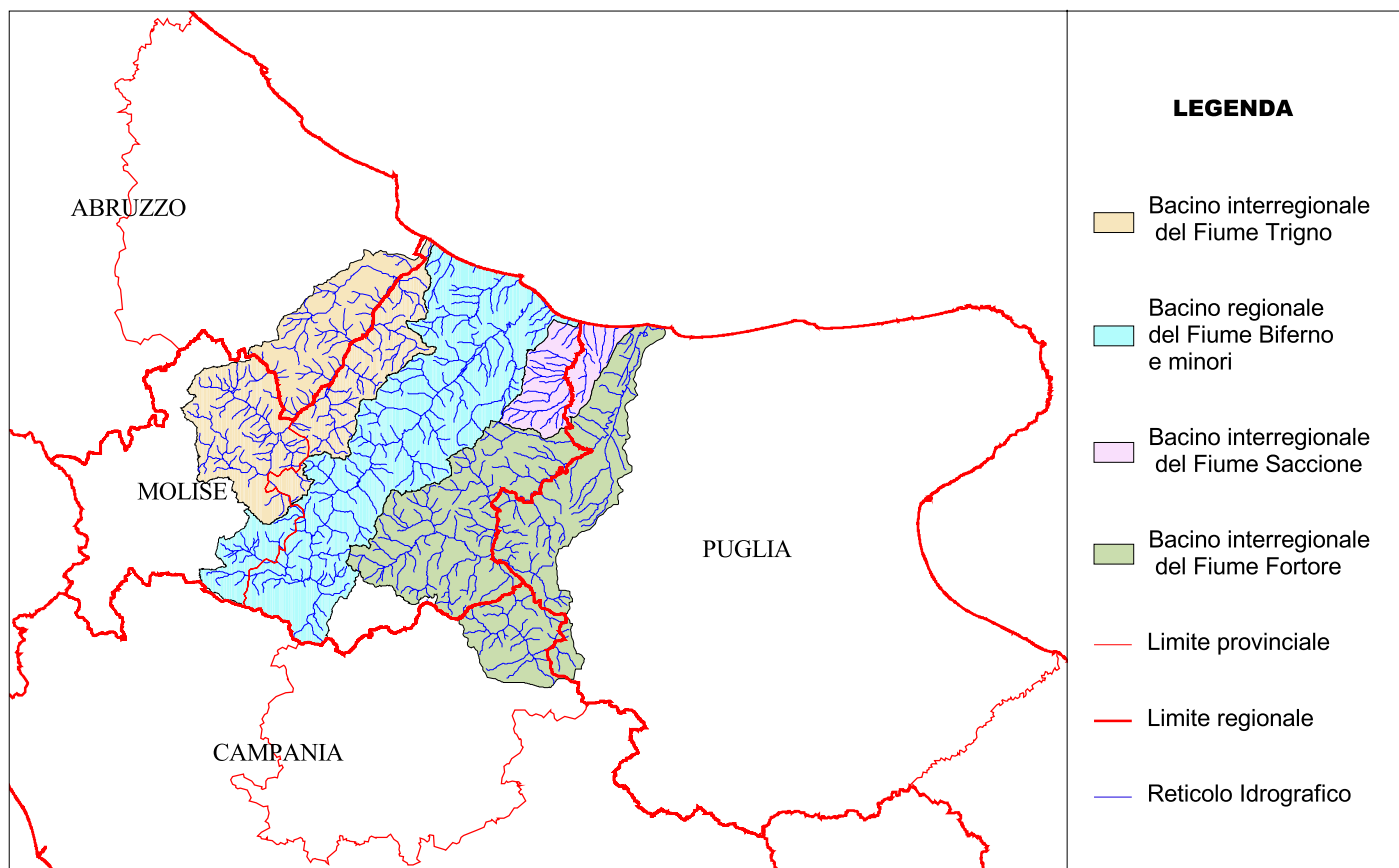 ABRUZZO
MOLISE
PUGLIA
CAMPANIA
LEGENDA
Bacino interregionale
del Fiume Trigno
Bacino regionale
del Fiume Biferno
e minori
Bacino interregionale
del Fiume Saccione
Bacino interregionale
del Fiume Fortore
Limite provinciale
Limite regionale
Reticolo Idrografico